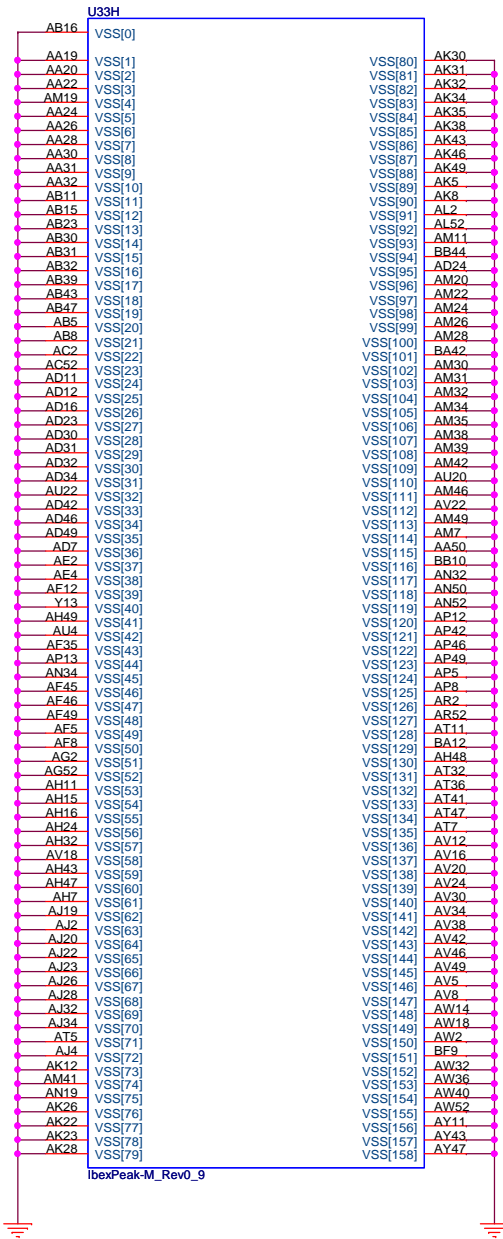 U33H
AB16 VSS[0]
AA19 VSS[1] VSS[80] AK30
AA20 VSS[2] VSS[81] AK31
AA22 VSS[3] VSS[82] AK32
AM19 VSS[4] VSS[83] AK34
AA24 VSS[5] VSS[84] AK35
AA26 VSS[6] VSS[85] AK38
AA28 VSS[7] VSS[86] AK43
AA30 VSS[8] VSS[87] AK46
AA31 VSS[9] VSS[88] AK49
AA32 VSS[10] VSS[89] AK5
AB11 VSS[11] VSS[90] AK8
AB15 VSS[12] VSS[91] AL2
AB23 VSS[13] VSS[92] AL52
AB30 VSS[14] VSS[93] AM11
AB31 VSS[15] VSS[94] BB44
AB32 VSS[16] VSS[95] AD24
AB39 VSS[17] VSS[96] AM20
AB43 VSS[18] VSS[97] AM22
AB47 VSS[19] VSS[98] AM24
AB5 VSS[20] VSS[99] AM26
AB8 VSS[21] VSS[100] AM28
AC2 VSS[22] VSS[101] BA42
AC52 VSS[23] VSS[102] AM30
AD11 VSS[24] VSS[103] AM31
AD12 VSS[25] VSS[104] AM32
AD16 VSS[26] VSS[105] AM34
AD23 VSS[27] VSS[106] AM35
AD30 VSS[28] VSS[107] AM38
AD31 VSS[29] VSS[108] AM39
AD32 VSS[30] VSS[109] AM42
AD34 VSS[31] VSS[110] AU20
AU22 VSS[32] VSS[111] AM46
AD42 VSS[33] VSS[112] AV22
AD46 VSS[34] VSS[113] AM49
AD49 VSS[35] VSS[114] AM7
AD7 VSS[36] VSS[115] AA50
AE2 VSS[37] VSS[116] BB10
AE4 VSS[38] VSS[117] AN32
AF12 VSS[39] VSS[118] AN50
Y13 VSS[40] VSS[119] AN52
AH49 VSS[41] VSS[120] AP12
AU4 VSS[42] VSS[121] AP42
AF35 VSS[43] VSS[122] AP46
AP13 VSS[44] VSS[123] AP49
AN34 VSS[45] VSS[124] AP5
AF45 VSS[46] VSS[125] AP8
AF46 VSS[47] VSS[126] AR2
AF49 VSS[48] VSS[127] AR52
AF5 VSS[49] VSS[128] AT11
AF8 VSS[50] VSS[129] BA12
AG2 VSS[51] VSS[130] AH48
AG52 VSS[52] VSS[131] AT32
AH11 VSS[53] VSS[132] AT36
AH15 VSS[54] VSS[133] AT41
AH16 VSS[55] VSS[134] AT47
AH24 VSS[56] VSS[135] AT7
AH32 VSS[57] VSS[136] AV12
AV18 VSS[58] VSS[137] AV16
AH43 VSS[59] VSS[138] AV20
AH47 VSS[60] VSS[139] AV24
AH7 VSS[61] VSS[140] AV30
AJ19 VSS[62] VSS[141] AV34
AJ2 VSS[63] VSS[142] AV38
AJ20 VSS[64] VSS[143] AV42
AJ22 VSS[65] VSS[144] AV46
AJ23 VSS[66] VSS[145] AV49
AJ26 VSS[67] VSS[146] AV5
AJ28 VSS[68] VSS[147] AV8
AJ32 VSS[69] VSS[148] AW14
AJ34 VSS[70] VSS[149] AW18
AT5 VSS[71] VSS[150] AW2
AJ4 VSS[72] VSS[151] BF9
AK12 VSS[73] VSS[152] AW32
AM41 VSS[74] VSS[153] AW36
AN19 VSS[75] VSS[154] AW40
AK26 VSS[76] VSS[155] AW52
AK22 VSS[77] VSS[156] AY11
AK23 VSS[78] VSS[157] AY43
AK28 VSS[79] VSS[158] AY47
IbexPeak-M_Rev0_9